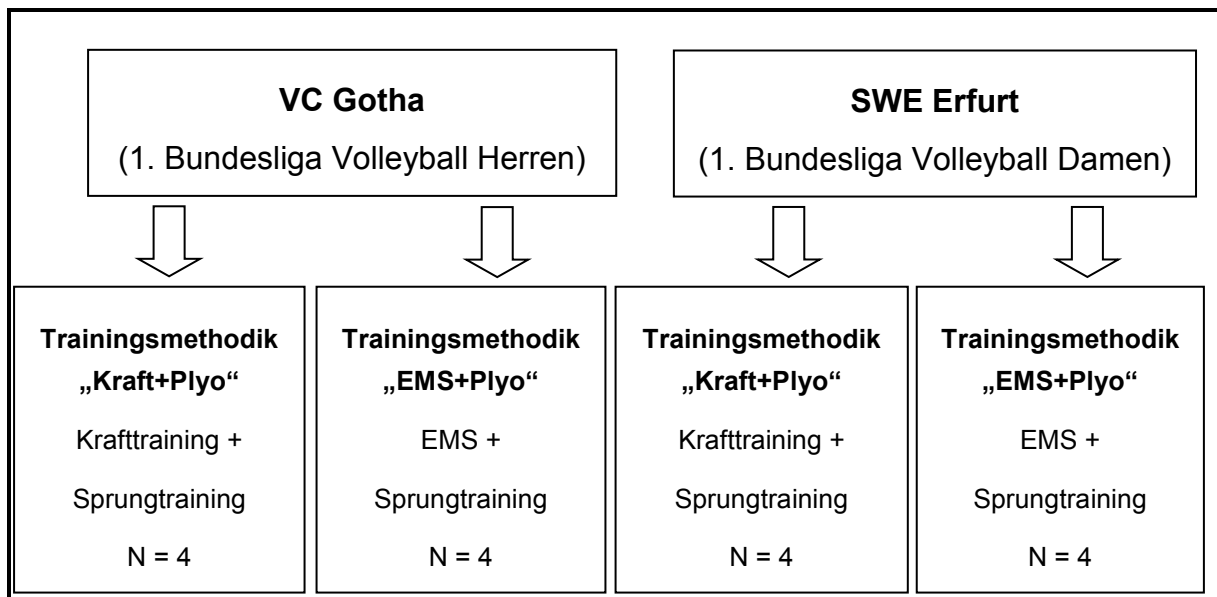 VC Gotha
(1. Bundesliga Volleyball Herren)
SWE Erfurt
(1. Bundesliga Volleyball Damen)
Trainingsmethodik
„Kraft+Plyo“
Krafttraining +
Sprungtraining
N = 4
Trainingsmethodik
„EMS+Plyo“
EMS +
Sprungtraining
N = 4
Trainingsmethodik
„Kraft+Plyo“
Krafttraining +
Sprungtraining
N = 4
Trainingsmethodik
„EMS+Plyo“
EMS +
Sprungtraining
N = 4